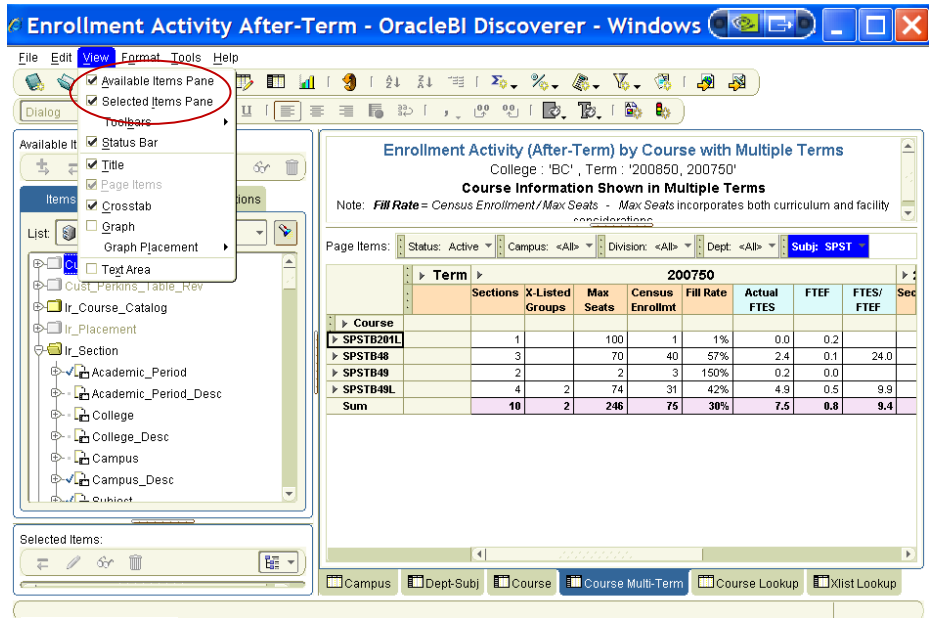 Enrollment Activity After-Term - OracleBI Discoverer - Windows
File Edit View Format Tools Help
Available Items Pane
Selected Items Pane
Toolbars
Status Bar
Title
Page Items
Crosstab
Graph
Graph Placement
Text Area
Dialog
Available It
Items
ions
List:
Cu
Cust_Perkins_Table_Rev
Ir_Course_Catalog
Ir_Placement
Ir_Section
Academic_Period
Academic_Period_Desc
College
College_Desc
Campus
Campus_Desc
Subject
Selected Items:
Enrollment Activity (After-Term) by Course with Multiple Terms
College : 'BC' , Term : '200850, 200750'
Course Information Shown in Multiple Terms
Note: Fill Rate = Census Enrollment / Max Seats - Max Seats incorporates both curriculum and facility
considerations
Page Items: Status: Active Campus: <All> Division: <All> Dept: <All> Subj: SPST
Term 200750 2
Sections X-Listed Groups Max Seats Census Enrollmt Fill Rate Actual FTES FTEF FTES/ FTEF Sec
Course
SPSTB201L 1 100 1 1% 0.0 0.2
SPSTB48 3 70 40 57% 2.4 0.1 24.0
SPSTB49 2 2 3 150% 0.2 0.0
SPSTB49L 4 2 74 31 42% 4.9 0.5 9.9
Sum 10 2 246 75 30% 7.5 0.8 9.4
Campus Dept-Subj Course Course Multi-Term Course Lookup Xlist Lookup